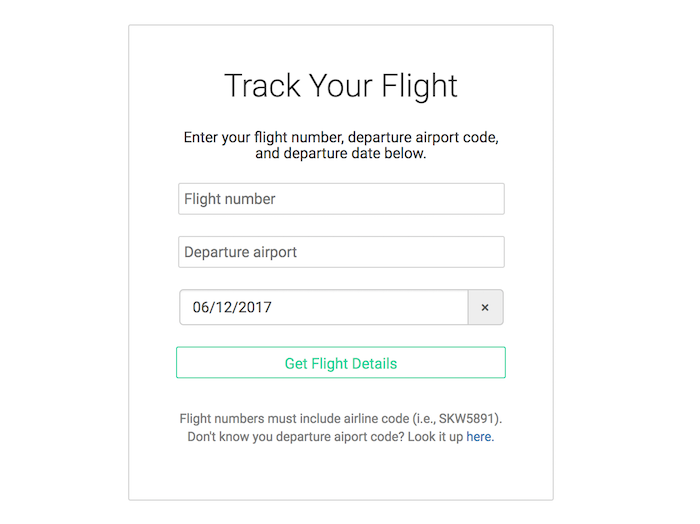 Track Your Flight
Enter your flight number, departure airport code,
and departure date below.
Flight number
Departure airport
06/12/2017 ×
Get Flight Details
Flight numbers must include airline code (i.e., SKW5891).
Don't know you departure aiport code? Look it up here.